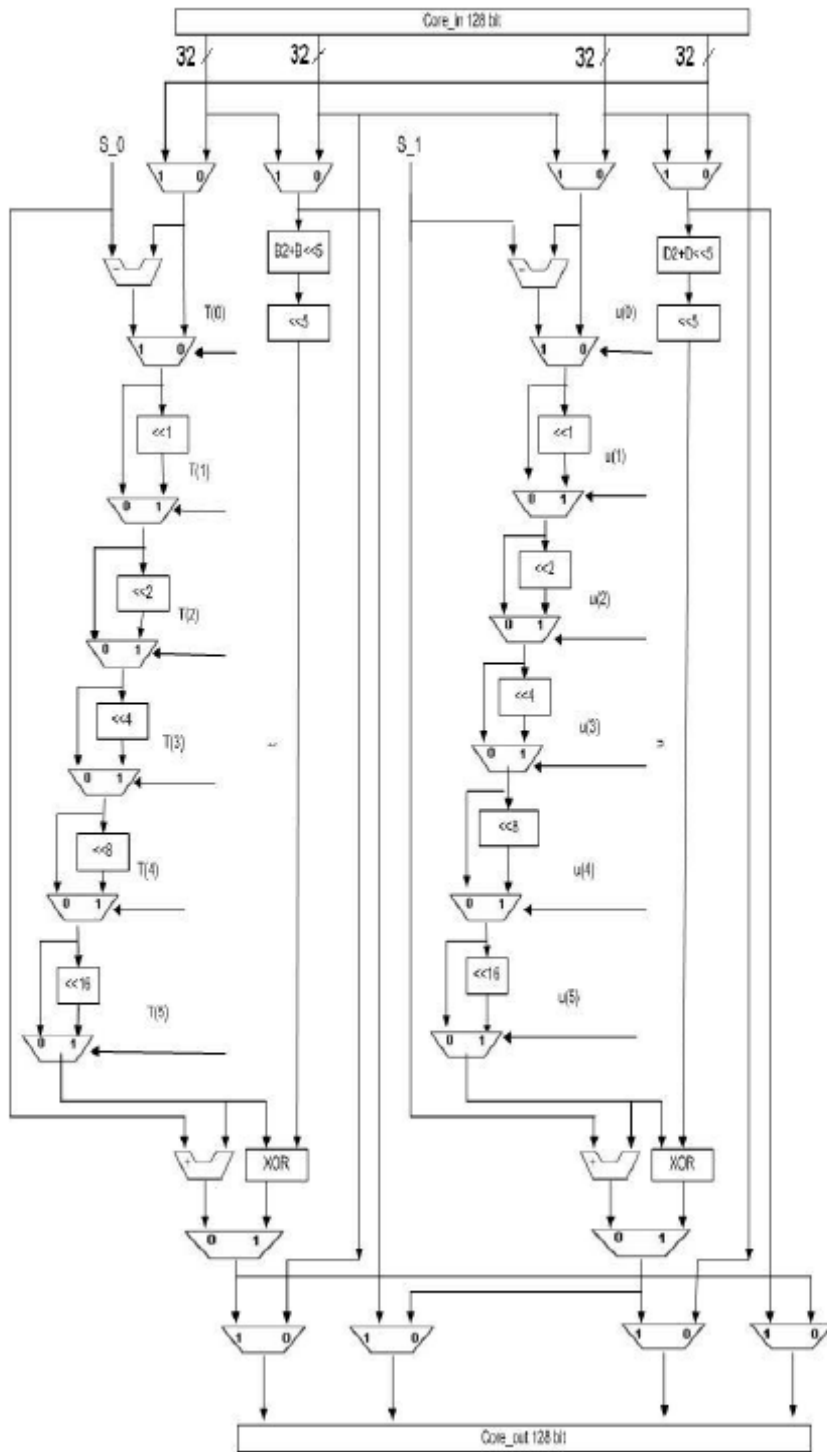 Core_in 128 bit
32 32 32 32
S_0 S_1
1 0 1 0 1 0 1 0
B2+B<<5 D2+D<<5
- -
T(0) <<5 u(0) <<5
1 0 1 0
<<1 <<1
T(1) u(1)
0 1 0 1
<<2 <<2
T(2) u(2)
0 1 0 1
<<4 <<4
T(3) u(3)
0 1 0 1
<<8 <<8
T(4) u(4)
0 1 0 1
<<16 <<16
T(5) u(5)
0 1 0 1
+ XOR + XOR
0 1 0 1
1 0 1 0 1 0 1 0
Core_out 128 bit